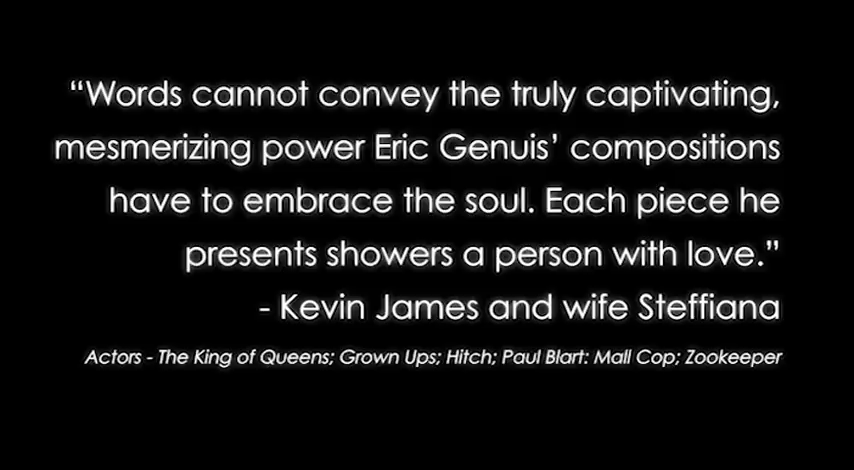 “Words cannot convey the truly captivating,
mesmerizing power Eric Genuis’ compositions
have to embrace the soul. Each piece he
presents showers a person with love.”
- Kevin James and wife Steffiana
Actors - The King of Queens; Grown Ups; Hitch; Paul Blart: Mall Cop; Zookeeper